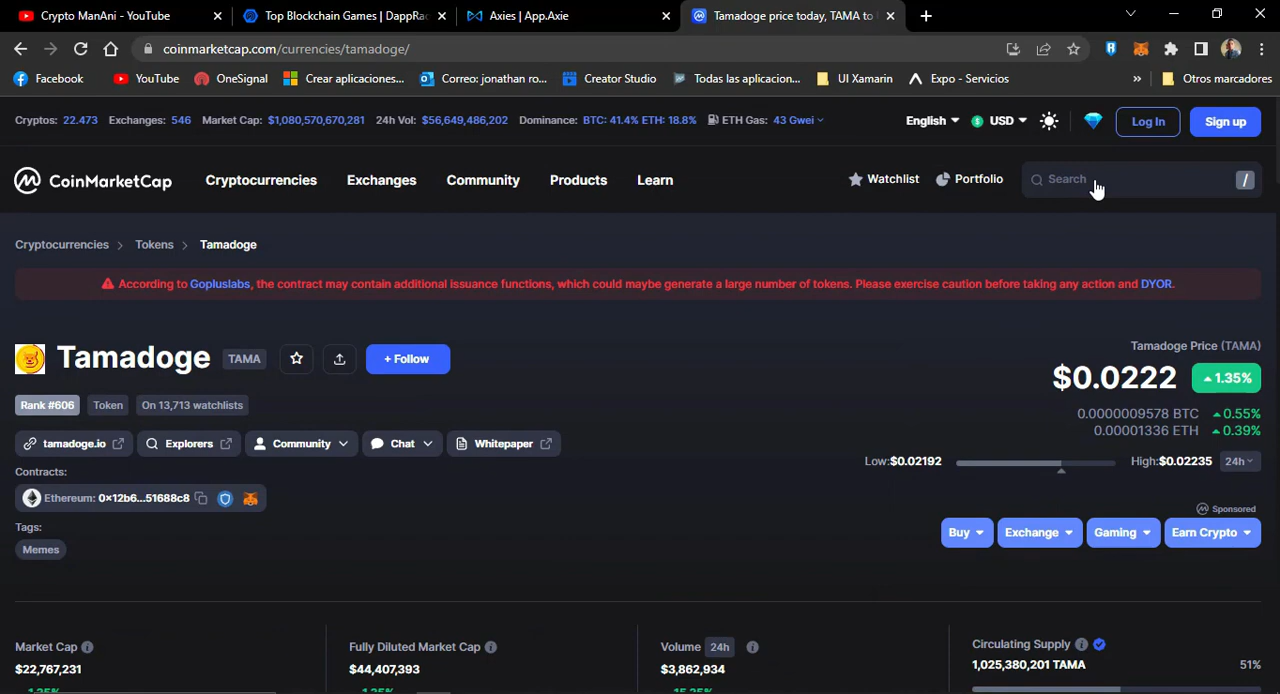 Crypto ManAni - YouTube
Top Blockchain Games | DappRad
Axies | App.Axie
Tamadoge price today, TAMA to
coinmarketcap.com/currencies/tamadoge/
Facebook YouTube OneSignal Crear aplicaciones... Correo: jonathan ro... Creator Studio Todas las aplicacion... UI Xamarin Expo - Servicios » Otros marcadores
Cryptos: 22.473 Exchanges: 546 Market Cap: $1,080,570,670,281 24h Vol: $56,649,486,202 Dominance: BTC: 41.4% ETH: 18.8% ETH Gas: 43 Gwei
English USD Log In Sign up
CoinMarketCap Cryptocurrencies Exchanges Community Products Learn Watchlist Portfolio Search /
Cryptocurrencies > Tokens > Tamadoge
According to Gopluslabs, the contract may contain additional issuance functions, which could maybe generate a large number of tokens. Please exercise caution before taking any action and DYOR.
Tamadoge TAMA + Follow
Rank #606 Token On 13,713 watchlists
tamadoge.io Explorers Community Chat Whitepaper
Contracts:
Ethereum: 0x12b6...51688c8
Tags:
Memes
Tamadoge Price (TAMA)
$0.0222 1.35%
0.0000009578 BTC 0.55%
0.00001336 ETH 0.39%
Low:$0.02192 High:$0.02235 24h
Sponsored
Buy Exchange Gaming Earn Crypto
Market Cap
$22,767,231
1.35%
Fully Diluted Market Cap
$44,407,393
1.35%
Volume 24h
$3,862,934
15.25%
Circulating Supply
1,025,380,201 TAMA 51%